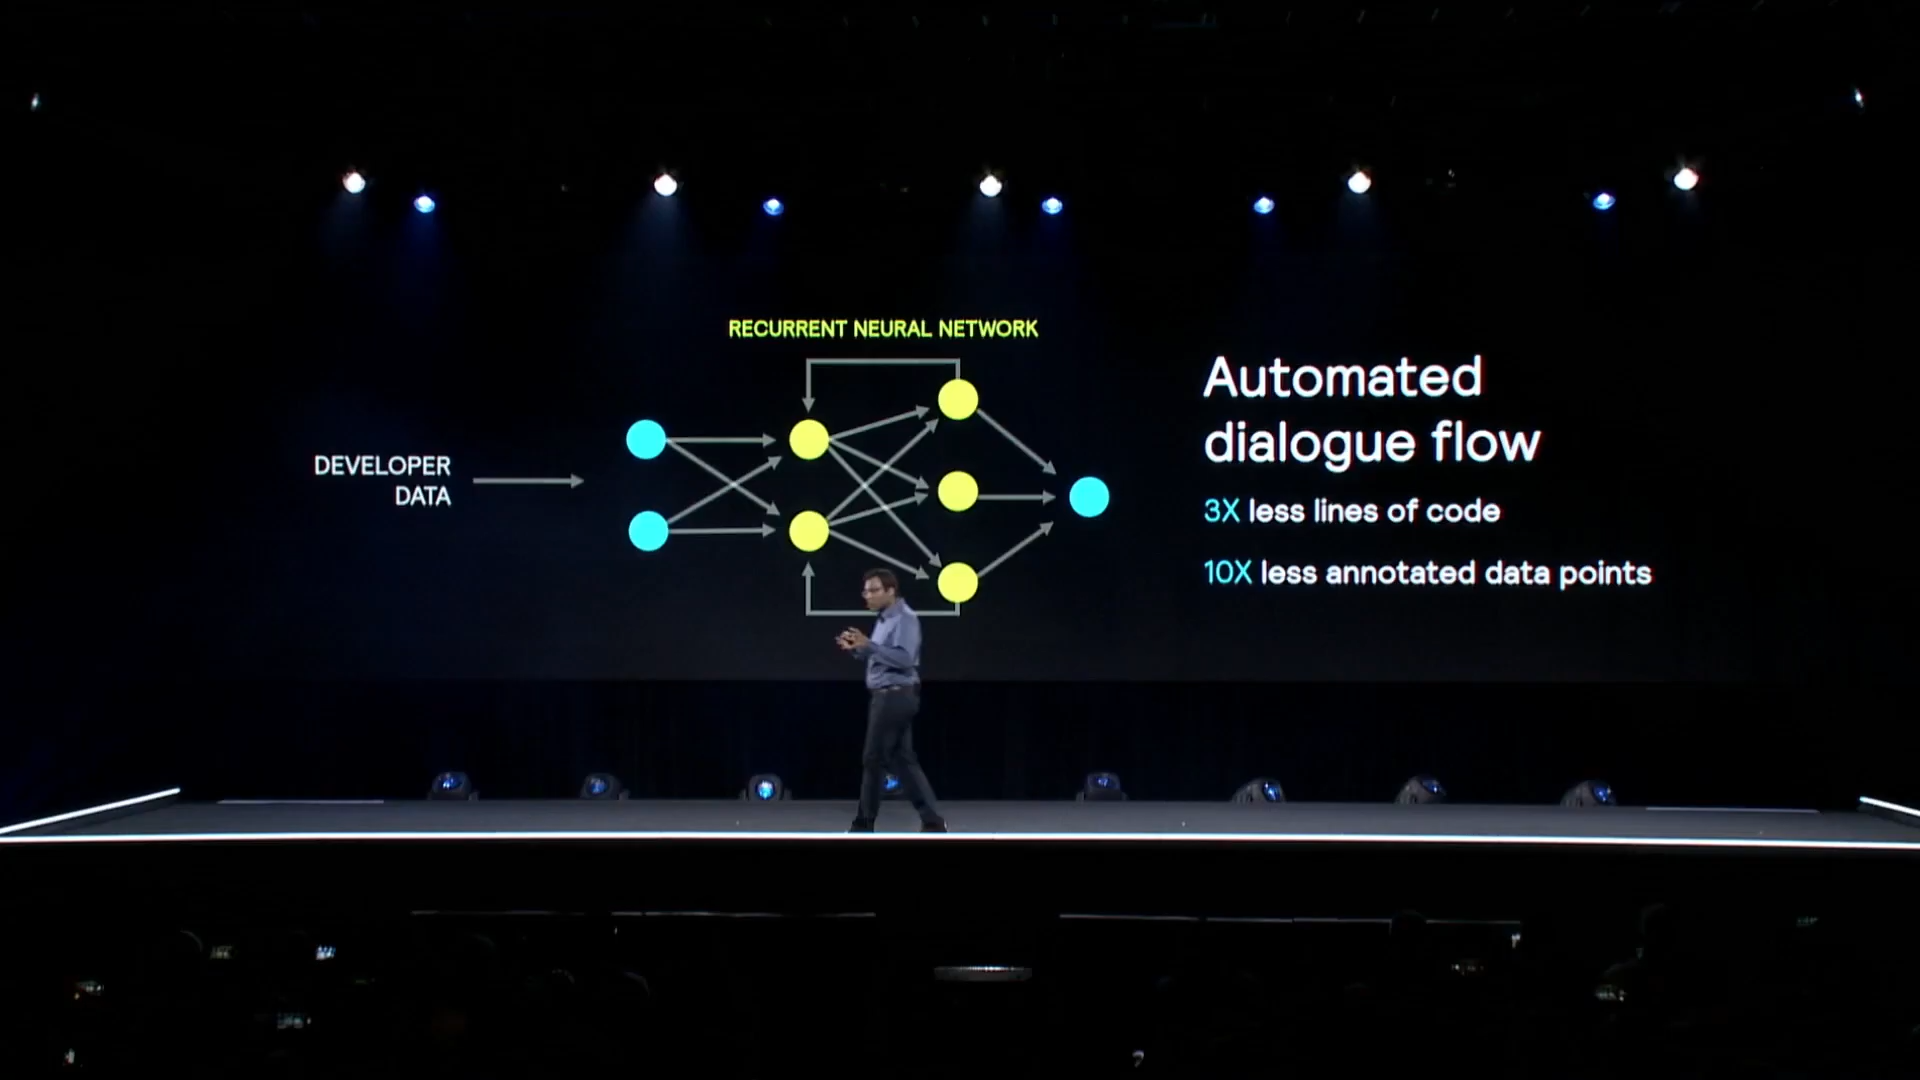 RECURRENT NEURAL NETWORK
DEVELOPER
DATA
Automated
dialogue flow
3X less lines of code
10X less annotated data points